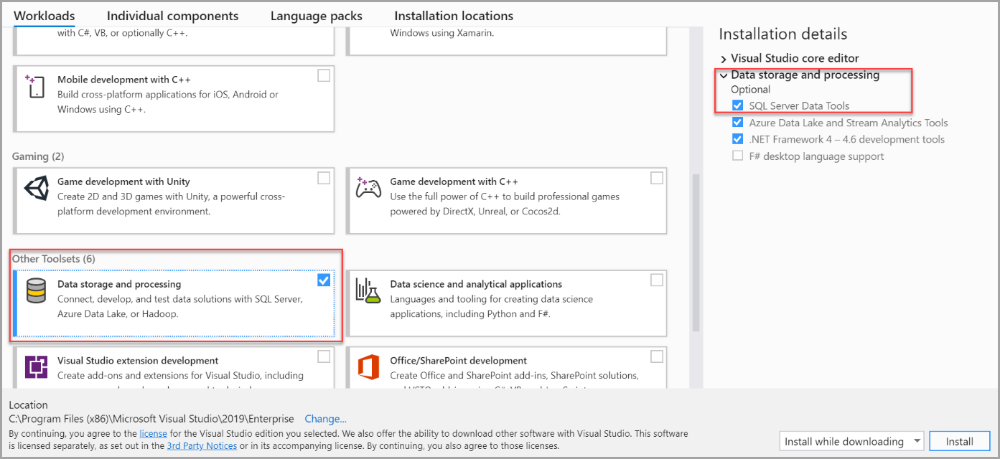 Workloads
Individual components
Language packs
Installation locations
with C#, VB, or optionally C++.
Windows using Xamarin.
Mobile development with C++
Build cross-platform applications for iOS, Android or
Windows using C++.
Gaming (2)
Game development with Unity
Create 2D and 3D games with Unity, a powerful cross-
platform development environment.
Game development with C++
Use the full power of C++ to build professional games
powered by DirectX, Unreal, or Cocos2d.
Other Toolsets (6)
Data storage and processing
Connect, develop, and test data solutions with SQL Server,
Azure Data Lake, or Hadoop.
Data science and analytical applications
Languages and tooling for creating data science
applications, including Python and F#.
Visual Studio extension development
Create add-ons and extensions for Visual Studio, including
Office/SharePoint development
Create Office and SharePoint add-ins, SharePoint solutions,
Installation details
Visual Studio core editor
Data storage and processing
Optional
SQL Server Data Tools
Azure Data Lake and Stream Analytics Tools
.NET Framework 4 – 4.6 development tools
F# desktop language support
Location
C:\Program Files (x86)\Microsoft Visual Studio\2019\Enterprise
Change...
By continuing, you agree to the license for the Visual Studio edition you selected. We also offer the ability to download other software with Visual Studio. This software
is licensed separately, as set out in the 3rd Party Notices or in its accompanying license. By continuing, you also agree to those licenses.
Install while downloading
Install